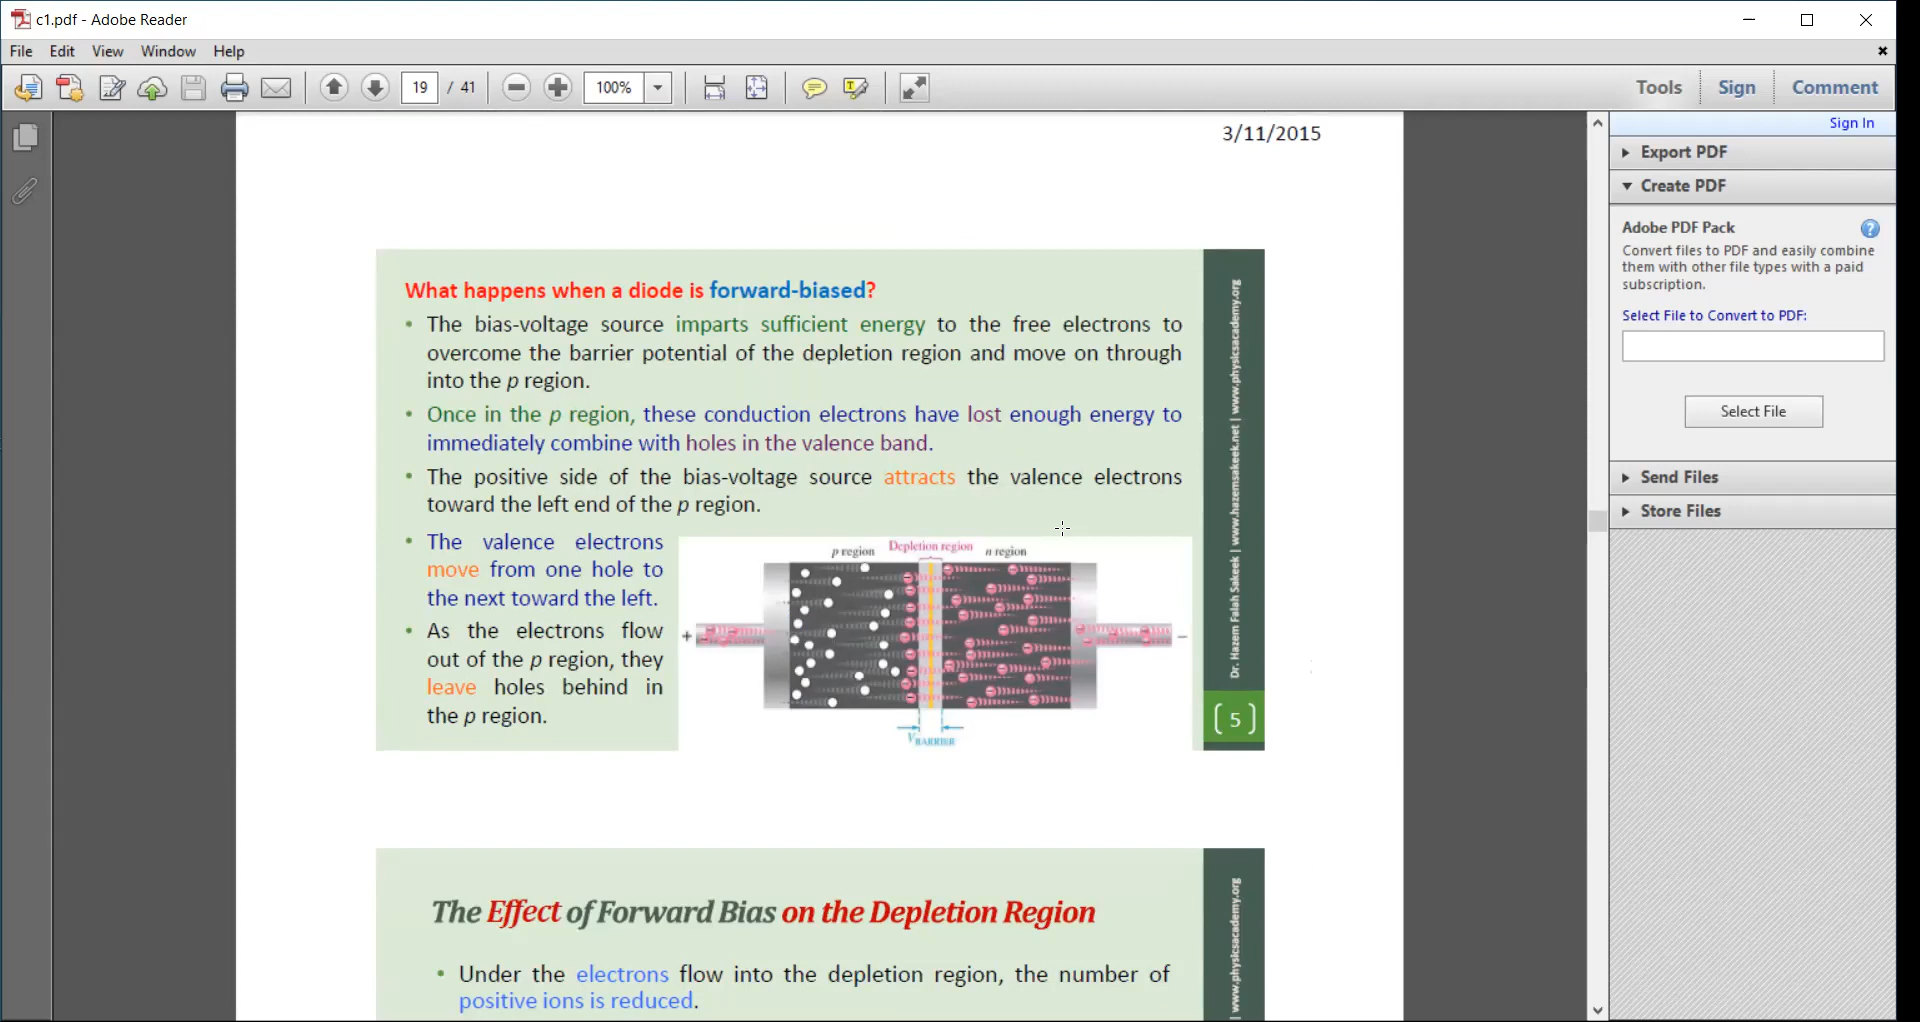 c1.pdf - Adobe Reader
File Edit View Window Help
19 / 41 100% Tools Sign Comment
Sign In
Export PDF
Create PDF
Adobe PDF Pack
Convert files to PDF and easily combine
them with other file types with a paid
subscription.
Select File to Convert to PDF:
Select File
Send Files
Store Files
3/11/2015
What happens when a diode is forward-biased?
• The bias-voltage source imparts sufficient energy to the free electrons to
overcome the barrier potential of the depletion region and move on through
into the p region.
• Once in the p region, these conduction electrons have lost enough energy to
immediately combine with holes in the valence band.
• The positive side of the bias-voltage source attracts the valence electrons
toward the left end of the p region.
• The valence electrons
move from one hole to
the next toward the left.
• As the electrons flow
out of the p region, they
leave holes behind in
the p region.
p region Depletion region n region
+ −
VBARRIER
Dr. Hazem Falah Sakeek | www.hazemsakeek.net | www.physicsacademy.org
5
The Effect of Forward Bias on the Depletion Region
• Under the electrons flow into the depletion region, the number of
positive ions is reduced.
| www.physicsacademy.org